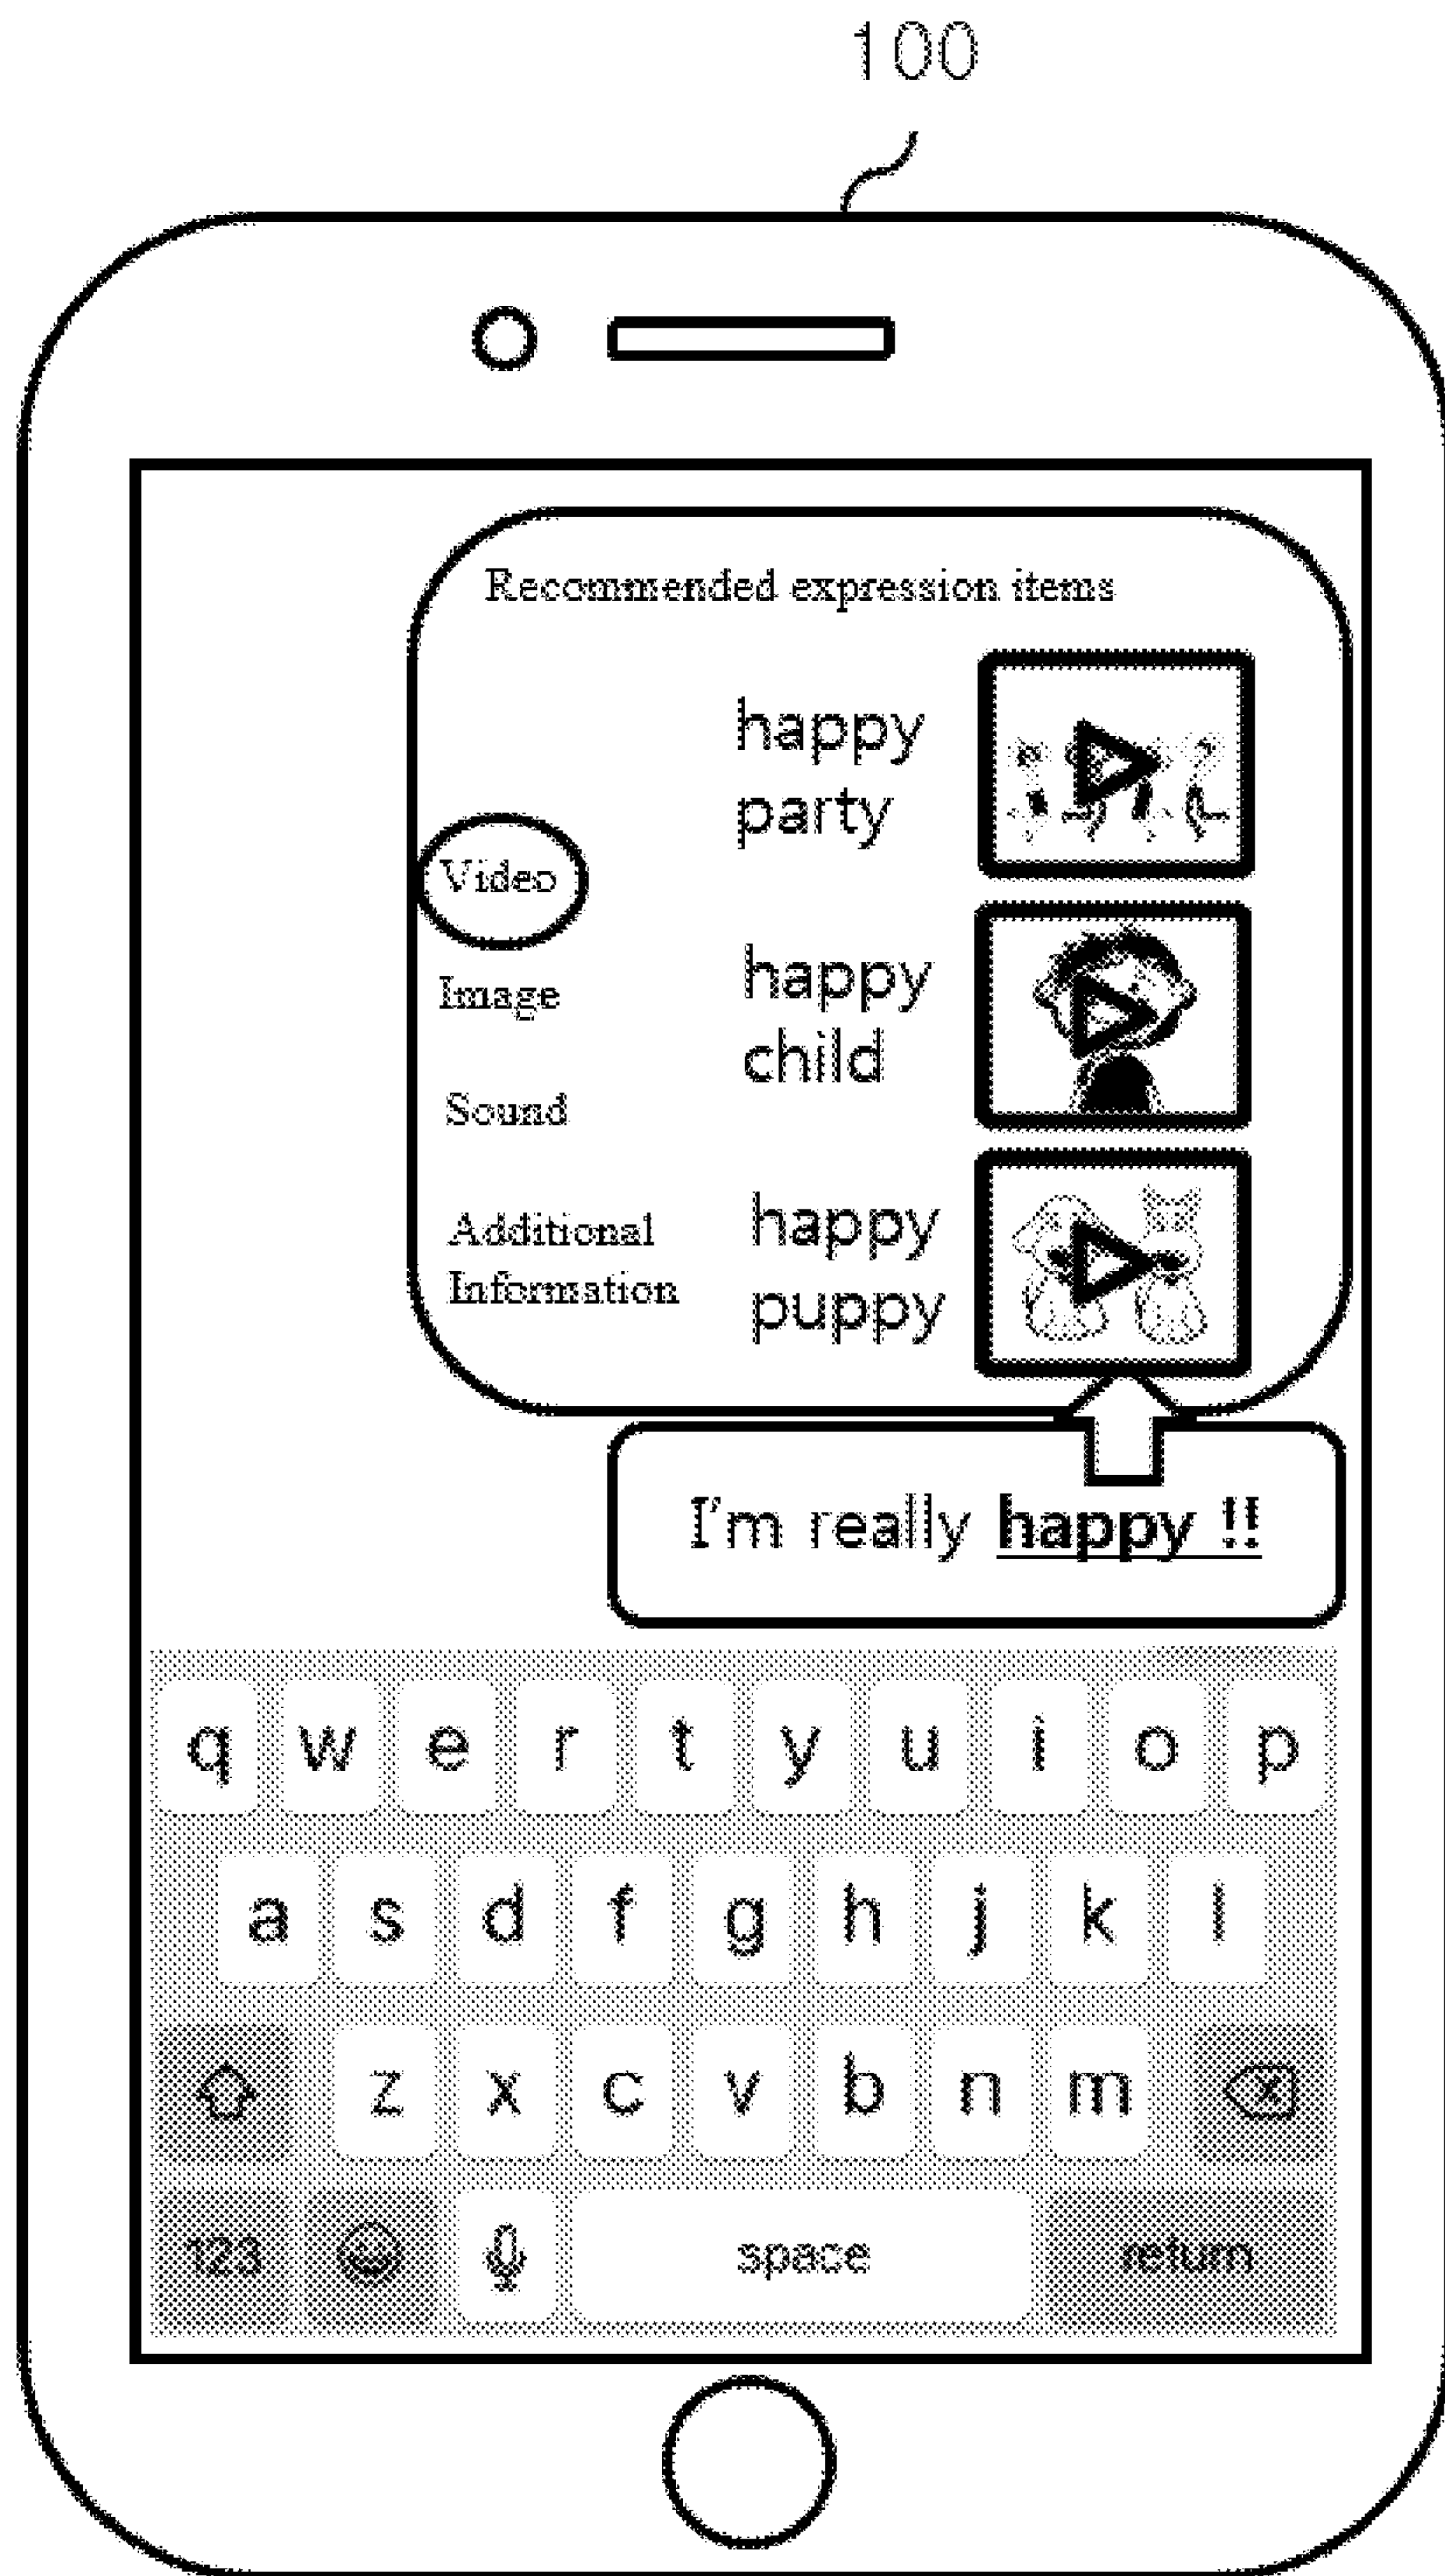 100
Recommended expression items
happy
party
Video
happy
child
Image
Sound
happy
puppy
Additional
Information
I'm really happy !!
q w e r t y u i o p
a s d f g h j k l
z x c v b n m
123 space return